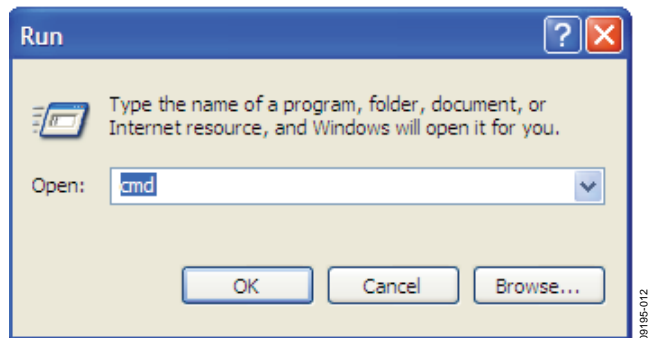 Run
Type the name of a program, folder, document, or
Internet resource, and Windows will open it for you.
Open: cmd
OK Cancel Browse...
09195-012